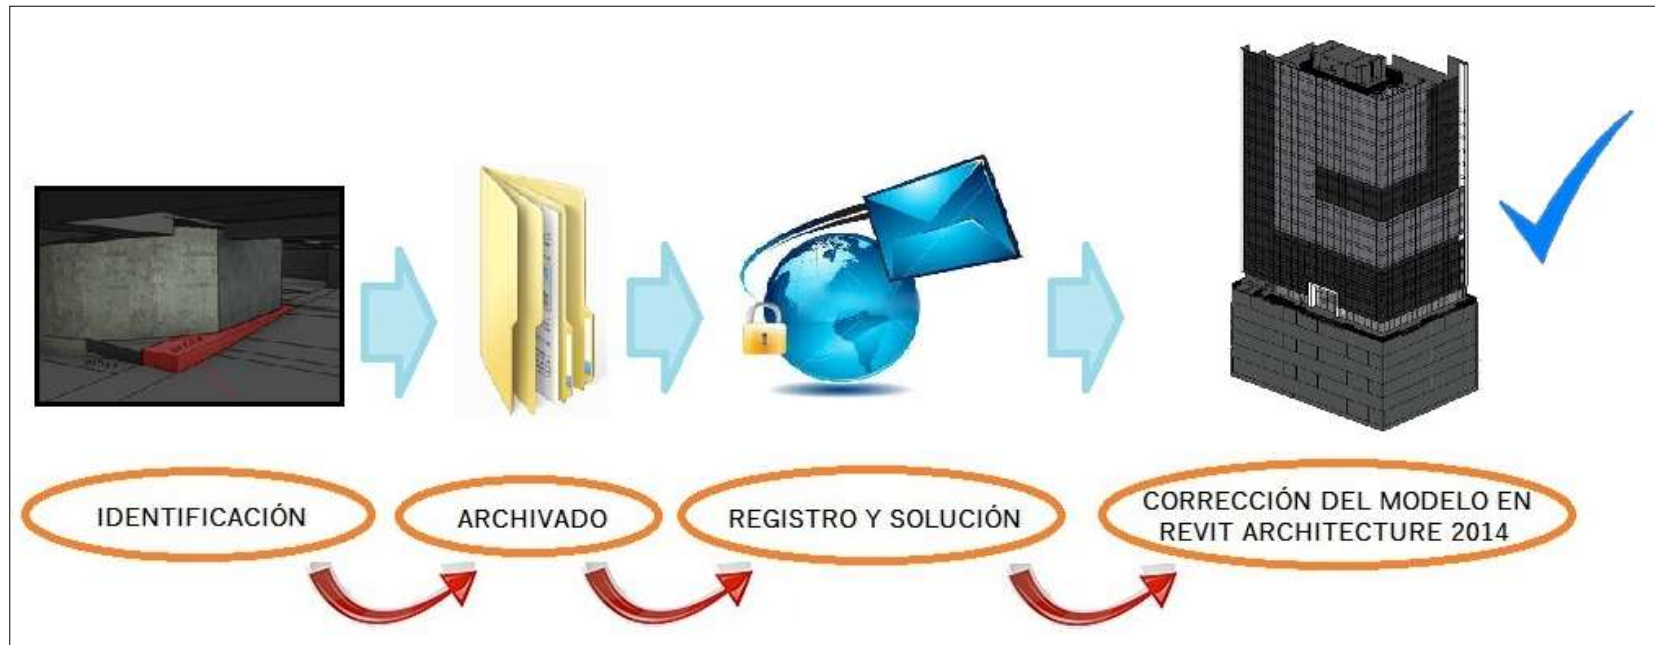 IDENTIFICACIÓN
ARCHIVADO
REGISTRO Y SOLUCIÓN
CORRECCIÓN DEL MODELO EN
REVIT ARCHITECTURE 2014